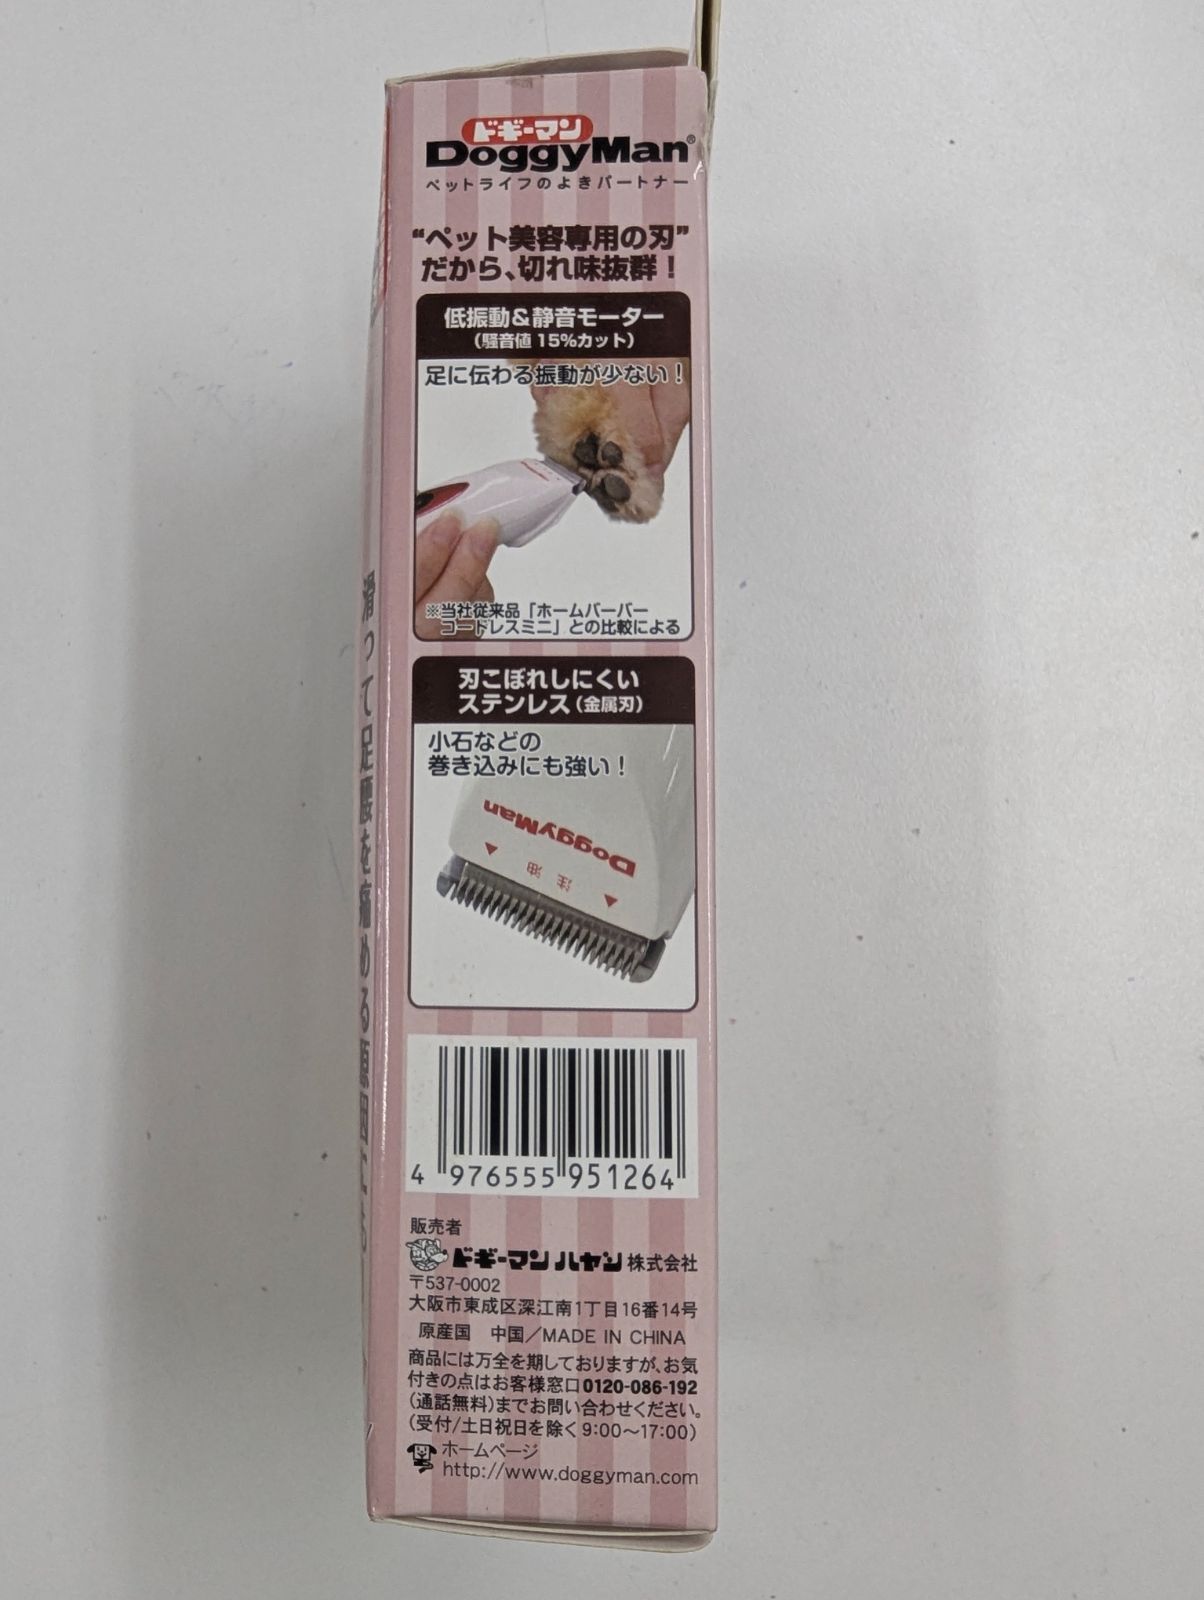 ドギーマン
DoggyMan®
ペットライフのよきパートナー
“ペット美容専用の刃”
だから、切れ味抜群！
低振動＆静音モーター
（騒音値 15%カット）
足に伝わる振動が少ない！
※当社従来品「ホームバーバー
コードレスミニ」との比較による
刃こぼれしにくい
ステンレス（金属刃）
小石などの
巻き込みにも強い！
DoggyMan
注油
4 976555 951264
販売者
ドギーマン ハヤシ 株式会社
〒537-0002
大阪市東成区深江南1丁目16番14号
原産国　中国／MADE IN CHINA
商品には万全を期しておりますが、お気
付きの点はお客様窓口0120-086-192
（通話無料）までお問い合わせください。
（受付/土日祝日を除く9:00～17:00）
ホームページ
http://www.doggyman.com
滑って足腰を痛める原因にも